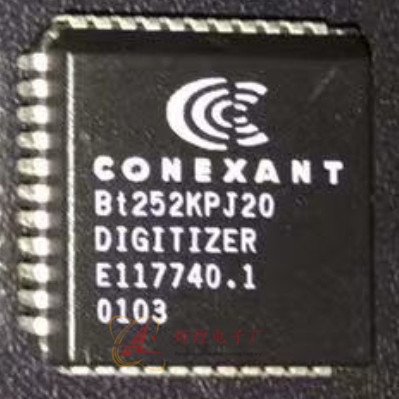 CONEXANT
Bt252KPJ20
DIGITIZER
E117740.1
0103